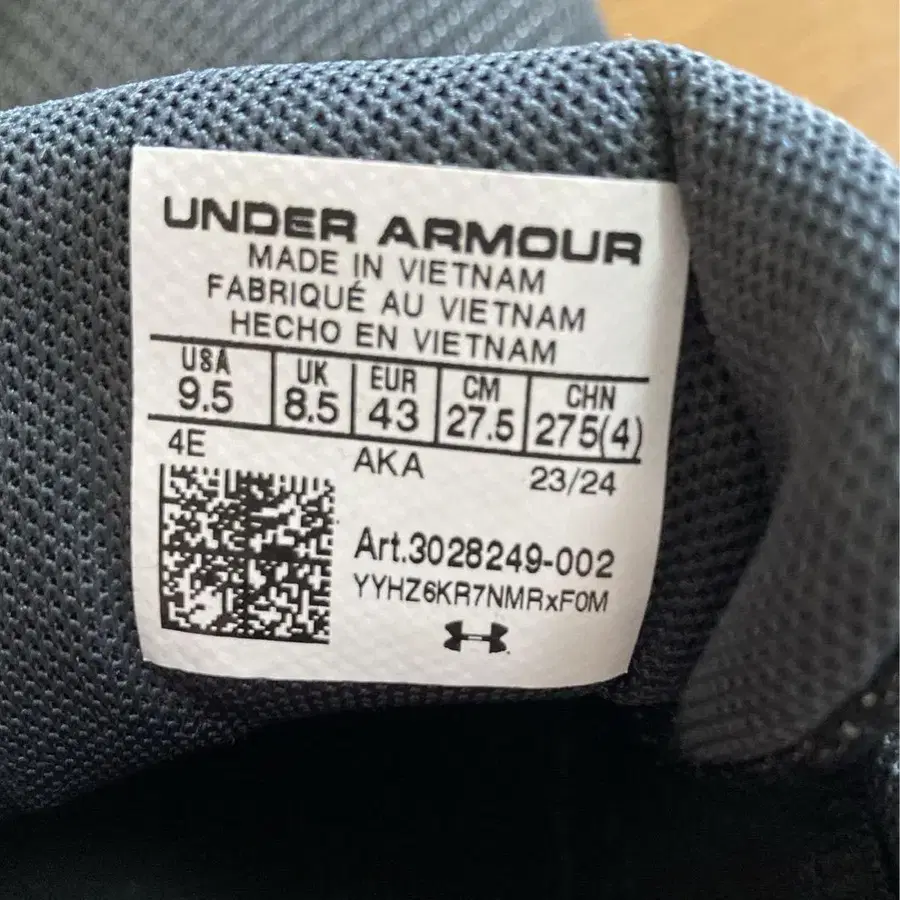 UNDER ARMOUR
MADE IN VIETNAM
FABRIQUÉ AU VIETNAM
HECHO EN VIETNAM
USA UK EUR CM CHN
9.5 8.5 43 27.5 275(4)
4E AKA 23/24
Art.3028249-002
YYHZ6KR7NMRxF0M